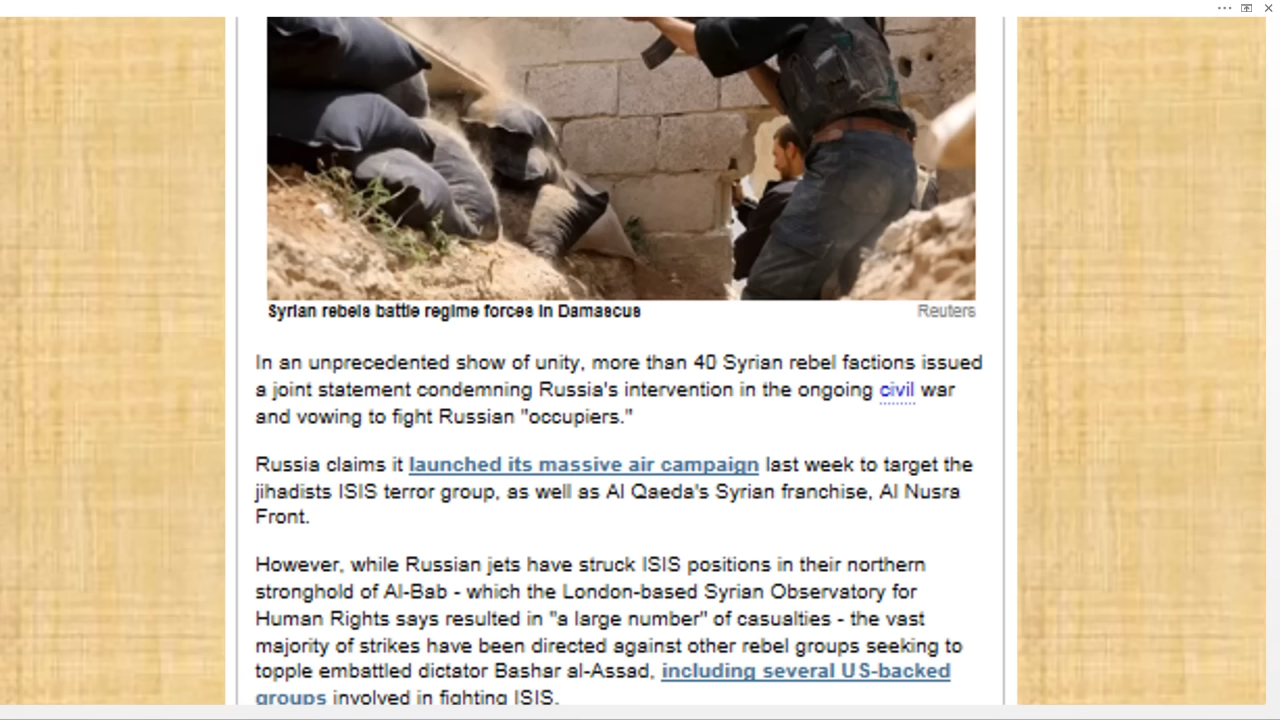 Syrian rebels battle regime forces in Damascus
Reuters
In an unprecedented show of unity, more than 40 Syrian rebel factions issued
a joint statement condemning Russia's intervention in the ongoing civil war
and vowing to fight Russian "occupiers."
Russia claims it launched its massive air campaign last week to target the
jihadists ISIS terror group, as well as Al Qaeda's Syrian franchise, Al Nusra
Front.
However, while Russian jets have struck ISIS positions in their northern
stronghold of Al-Bab - which the London-based Syrian Observatory for
Human Rights says resulted in "a large number" of casualties - the vast
majority of strikes have been directed against other rebel groups seeking to
topple embattled dictator Bashar al-Assad, including several US-backed
groups involved in fighting ISIS.